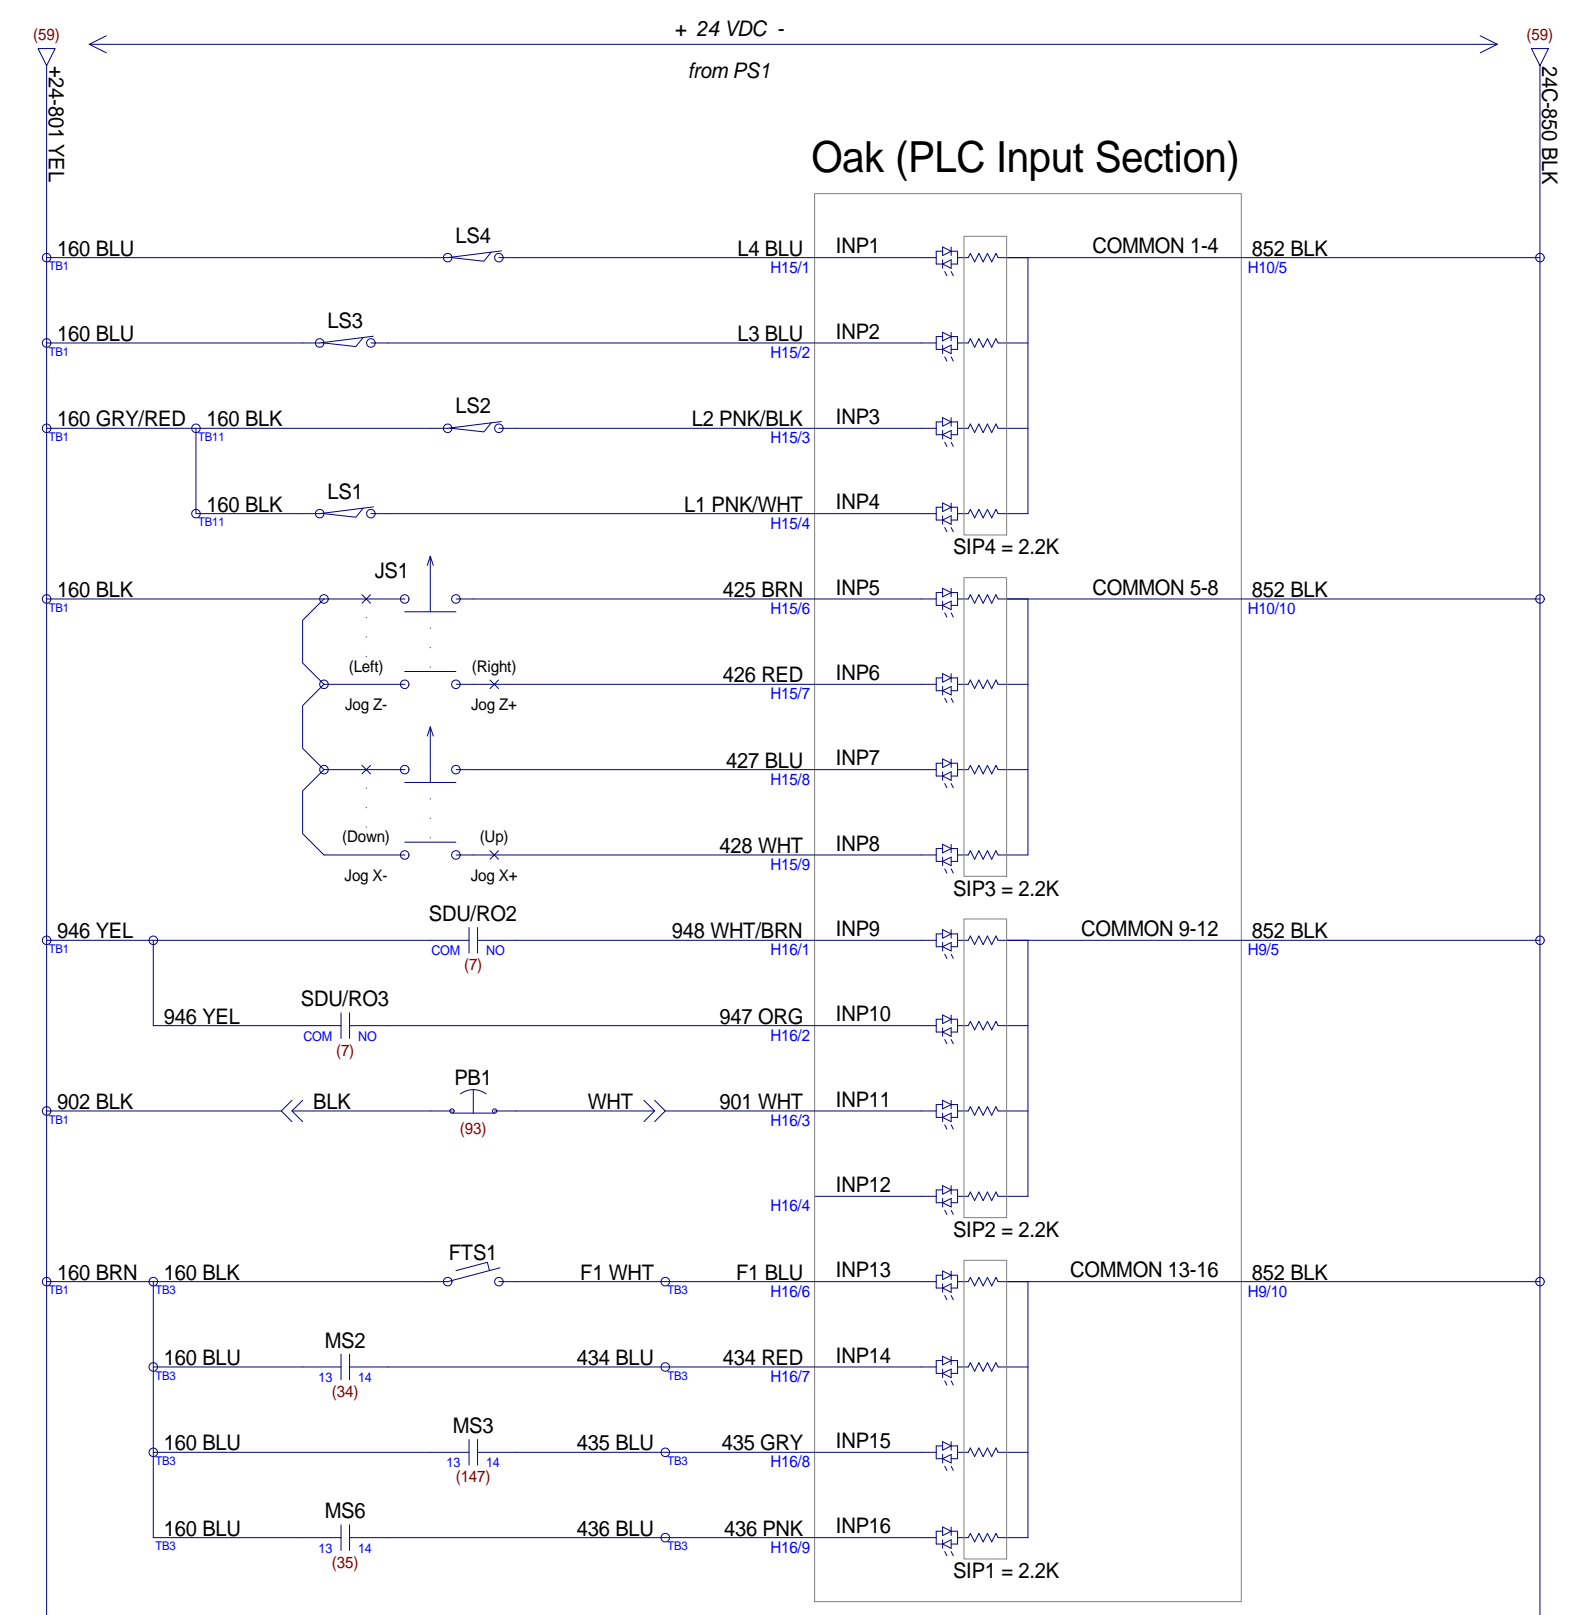 (59)
+ 24 VDC -
(59)
from PS1
+24-801 YEL
24C-850 BLK
Oak (PLC Input Section)
160 BLU
TB1
LS4
L4 BLU
H15/1
INP1
COMMON 1-4
852 BLK
H10/5
160 BLU
TB1
LS3
L3 BLU
H15/2
INP2
160 GRY/RED
TB1
160 BLK
TB11
LS2
L2 PNK/BLK
H15/3
INP3
160 BLK
TB11
LS1
L1 PNK/WHT
H15/4
INP4
SIP4 = 2.2K
160 BLK
TB1
JS1
425 BRN
H15/6
INP5
COMMON 5-8
852 BLK
H10/10
(Left)
(Right)
Jog Z-
Jog Z+
426 RED
H15/7
INP6
427 BLU
H15/8
INP7
(Down)
(Up)
Jog X-
Jog X+
428 WHT
H15/9
INP8
SIP3 = 2.2K
946 YEL
TB1
SDU/RO2
COM
NO
(7)
948 WHT/BRN
H16/1
INP9
COMMON 9-12
852 BLK
H9/5
946 YEL
SDU/RO3
COM
NO
(7)
947 ORG
H16/2
INP10
902 BLK
TB1
BLK
PB1
(93)
WHT
901 WHT
H16/3
INP11
H16/4
INP12
SIP2 = 2.2K
160 BRN
TB1
160 BLK
TB3
FTS1
F1 WHT
TB3
F1 BLU
H16/6
INP13
COMMON 13-16
852 BLK
H9/10
160 BLU
TB3
MS2
13
14
(34)
434 BLU
TB3
434 RED
H16/7
INP14
160 BLU
TB3
MS3
13
14
(147)
435 BLU
TB3
435 GRY
H16/8
INP15
160 BLU
TB3
MS6
13
14
(35)
436 BLU
TB3
436 PNK
H16/9
INP16
SIP1 = 2.2K